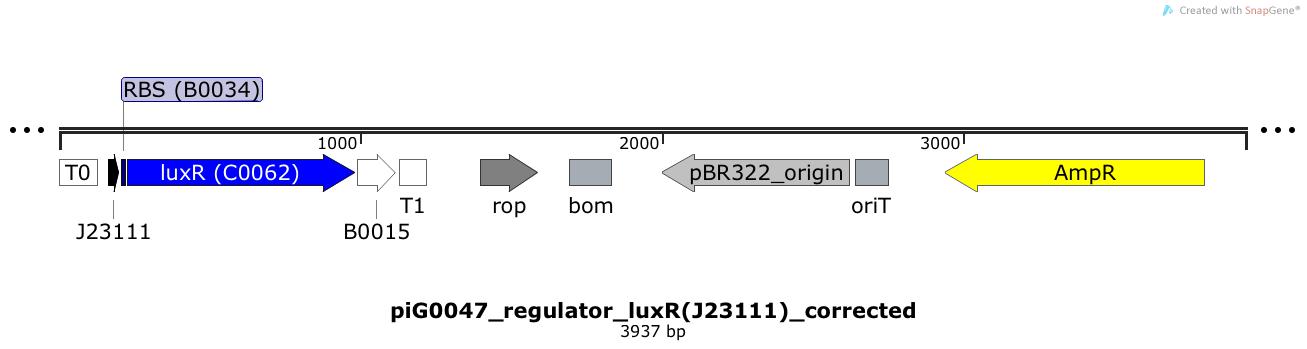 Created with SnapGene®
RBS (B0034)
1000
2000
3000
T0
luxR (C0062)
pBR322_origin
AmpR
T1
rop
bom
oriT
J23111
B0015
piG0047_regulator_luxR(J23111)_corrected
3937 bp